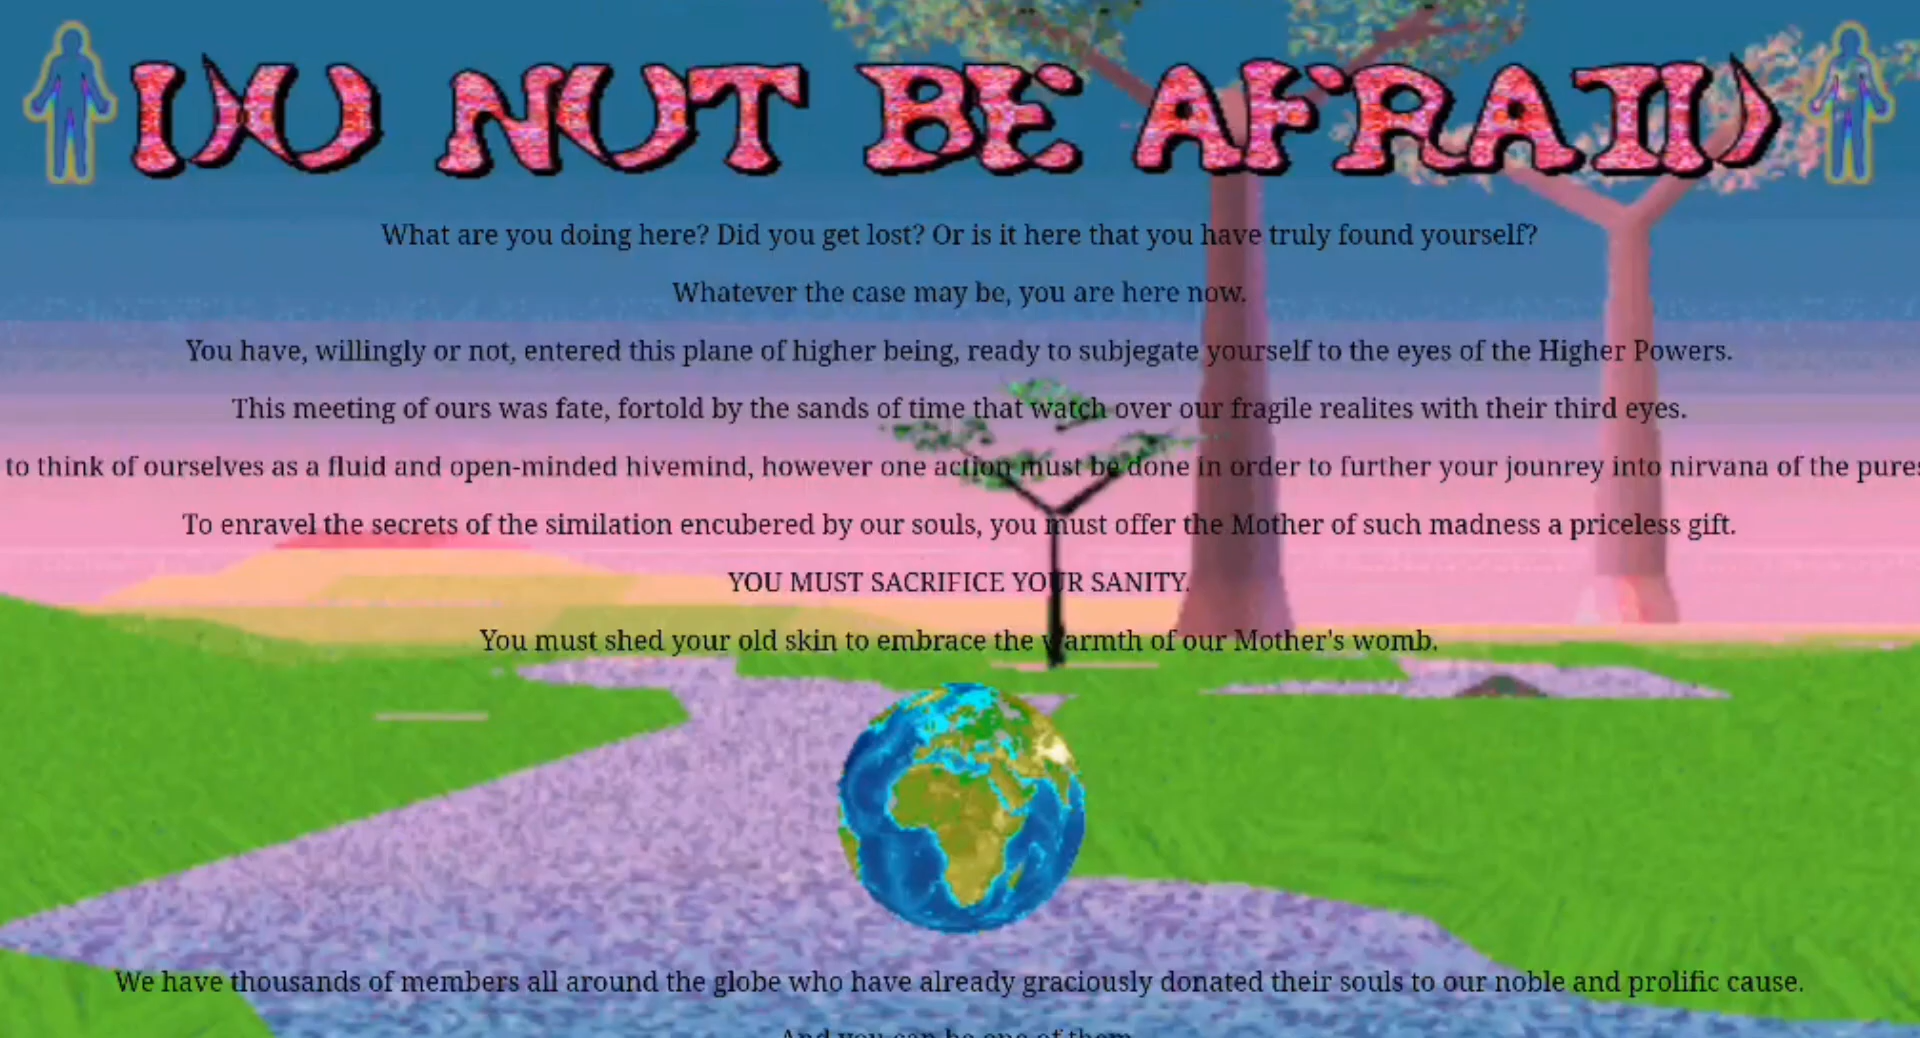 DO NOT BE AFRAID
What are you doing here? Did you get lost? Or is it here that you have truly found yourself?
Whatever the case may be, you are here now.
You have, willingly or not, entered this plane of higher being, ready to subjegate yourself to the eyes of the Higher Powers.
This meeting of ours was fate, fortold by the sands of time that watch over our fragile realites with their third eyes.
to think of ourselves as a fluid and open-minded hivemind, however one action must be done in order to further your jounrey into nirvana of the pures
To enravel the secrets of the similation encubered by our souls, you must offer the Mother of such madness a priceless gift.
YOU MUST SACRIFICE YOUR SANITY.
You must shed your old skin to embrace the warmth of our Mother's womb.
We have thousands of members all around the globe who have already graciously donated their souls to our noble and prolific cause.
And you can be one of them